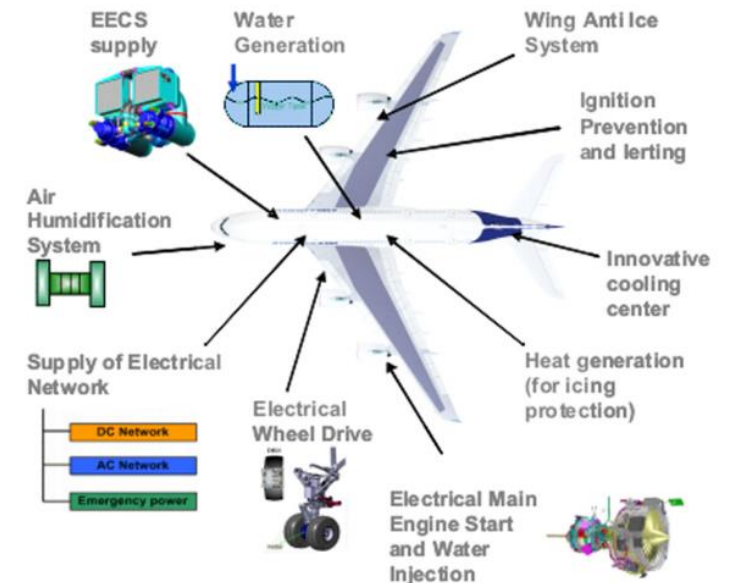 EECS
supply
Water
Generation
Wing Anti Ice
System
Ignition
Prevention
and Ierting
Air
Humidification
System
Innovative
cooling
center
Supply of Electrical
Network
DC Network
AC Network
Emergency power
Electrical
Wheel Drive
Heat generation
(for icing
protection)
Electrical Main
Engine Start
and Water
Injection